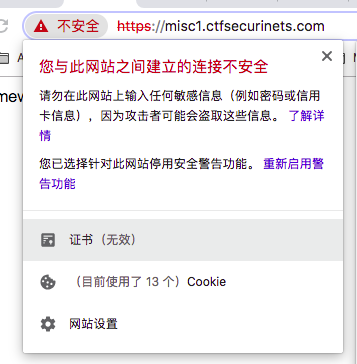 不安全 https://misc1.ctfsecurinets.com
您与此网站之间建立的连接不安全
请勿在此网站上输入任何敏感信息（例如密码或信用
卡信息），因为攻击者可能会盗取这些信息。 了解详
情
您已选择针对此网站停用安全警告功能。 重新启用警
告功能
证书（无效）
（目前使用了 13 个）Cookie
网站设置